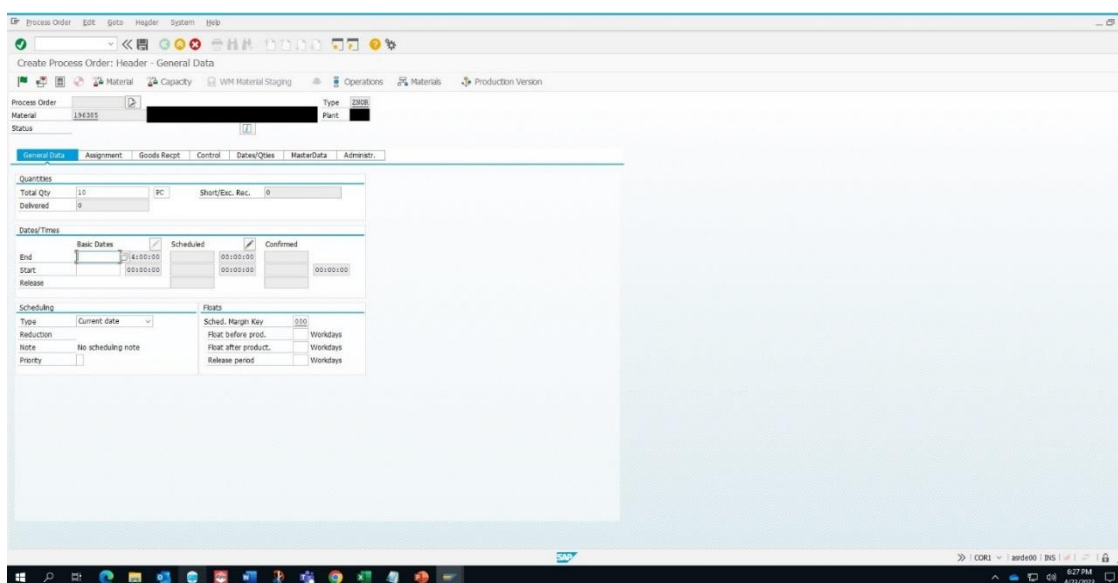 Process Order Edit Goto Header System Help
Create Process Order: Header - General Data
Material Capacity WM Material Staging Operations Materials Production Version
Process Order Type ZNOR
Material 196305 Plant
Status
General Data Assignment Goods Recpt Control Dates/Qties MasterData Administr.
Quantities
Total Qty 10 PC Short/Exc. Rec. 0
Delivered 0
Dates/Times
Basic Dates Scheduled Confirmed
End 4:00:00 00:00:00
Start 00:00:00 00:00:00 00:00:00
Release
Scheduling Floats
Type Current date Sched. Margin Key 000
Reduction Float before prod. Workdays
Note No scheduling note Float after product. Workdays
Priority Release period Workdays
SAP COR1 INS
6:27 PM